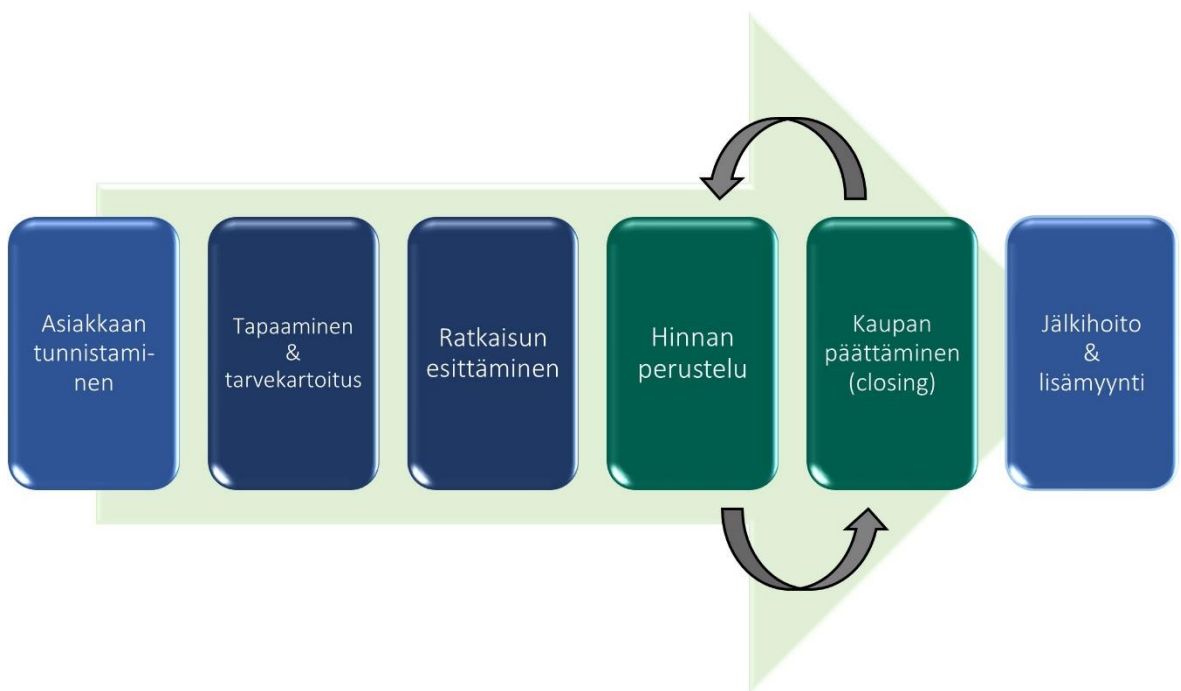 Asiakkaan
tunnistami-
nen
Tapaaminen
&
tarvekartoitus
Ratkaisun
esittäminen
Hinnan
perustelu
Kaupan
päättäminen
(closing)
Jälkihoito
&
lisämyynti